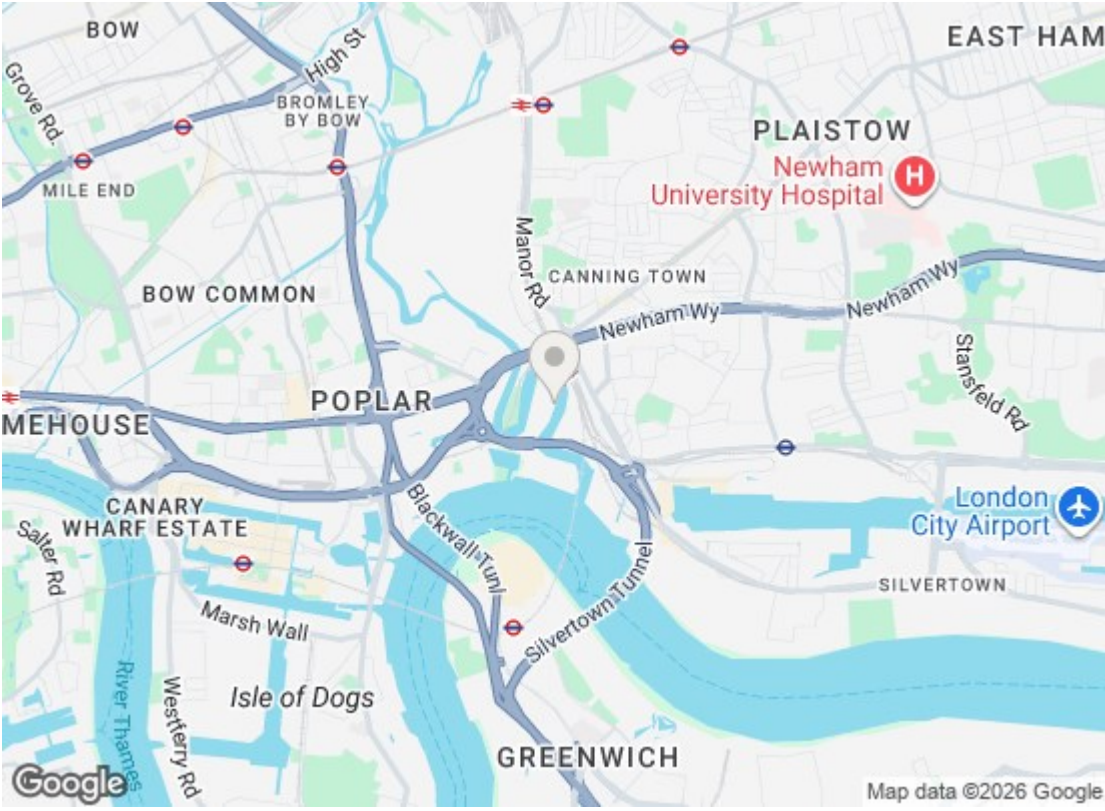 BOW
High St
EAST HAM
Grove Rd.
BROMLEY
BY BOW
PLAISTOW
Newham
University Hospital
H
MILE END
Manor Rd
CANNING TOWN
BOW COMMON
Newham Wy
Newham Wy
Stansfeld Rd
POPLAR
MEHOUSE
CANARY
WHARF ESTATE
Blackwall Tunl
London
City Airport
Salter Rd
Silvertown Tunnel
SILVERTOWN
Marsh Wall
River Thames
Westferry Rd
Isle of Dogs
GREENWICH
Google
Map data ©2026 Google